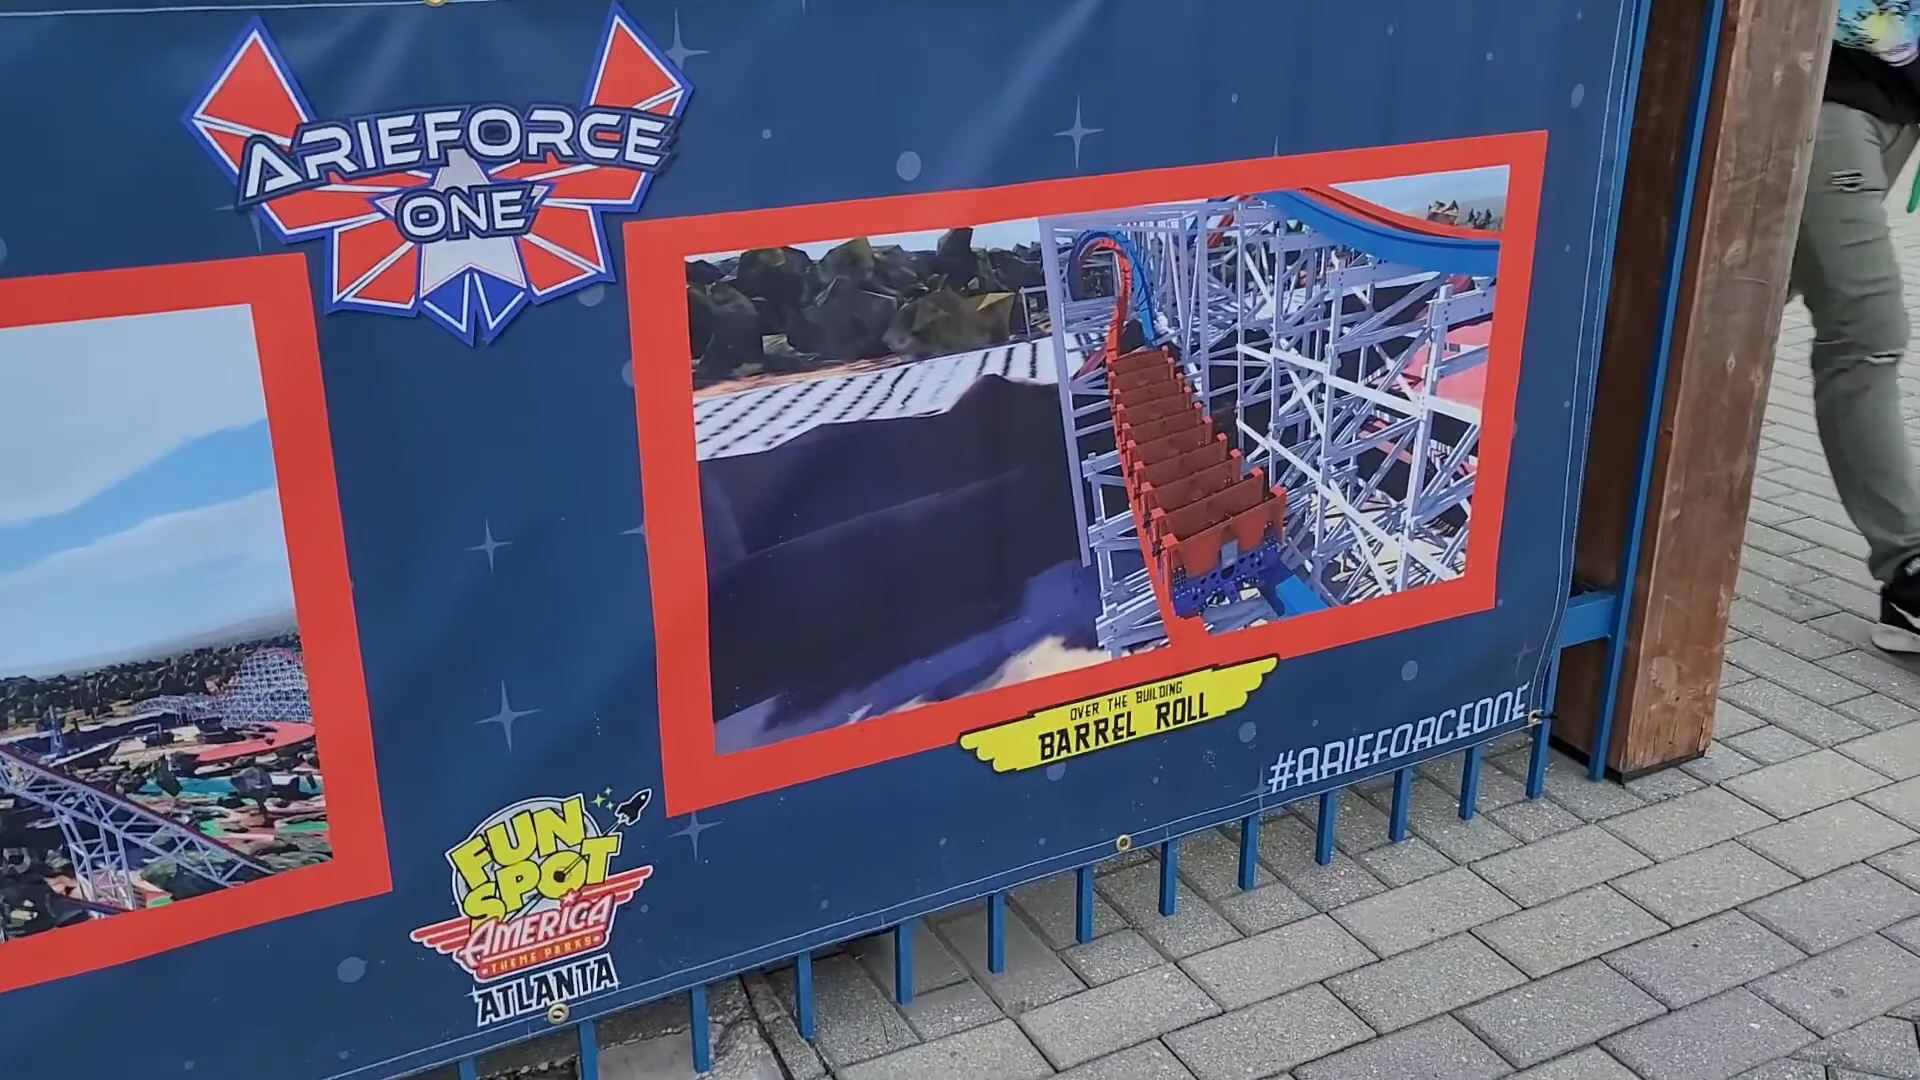 ARIEFORCE
ONE
OVER THE BUILDING
BARREL ROLL
#ARIEFORCEONE
FUN
SPOT
AMERICA
THEME PARKS
ATLANTA